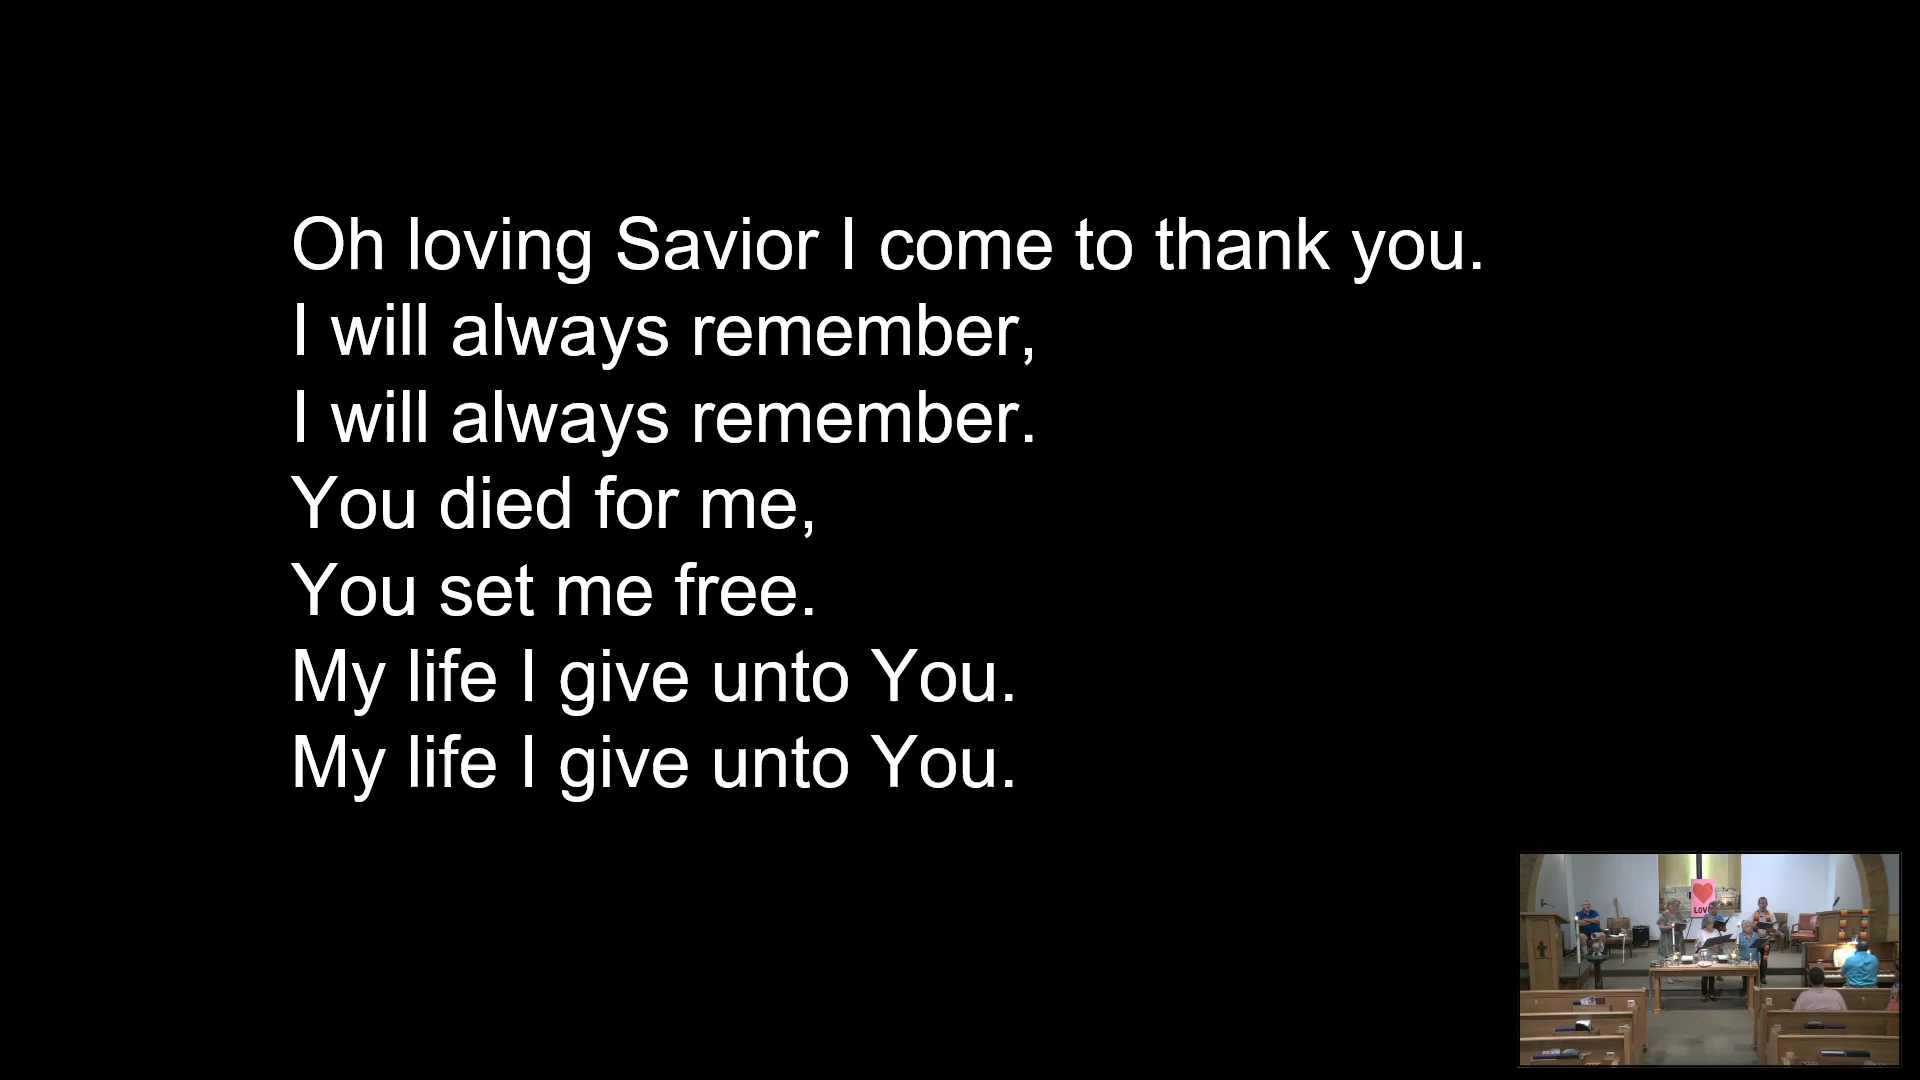 Oh loving Savior I come to thank you.
I will always remember,
I will always remember.
You died for me,
You set me free.
My life I give unto You.
My life I give unto You.
LOVE